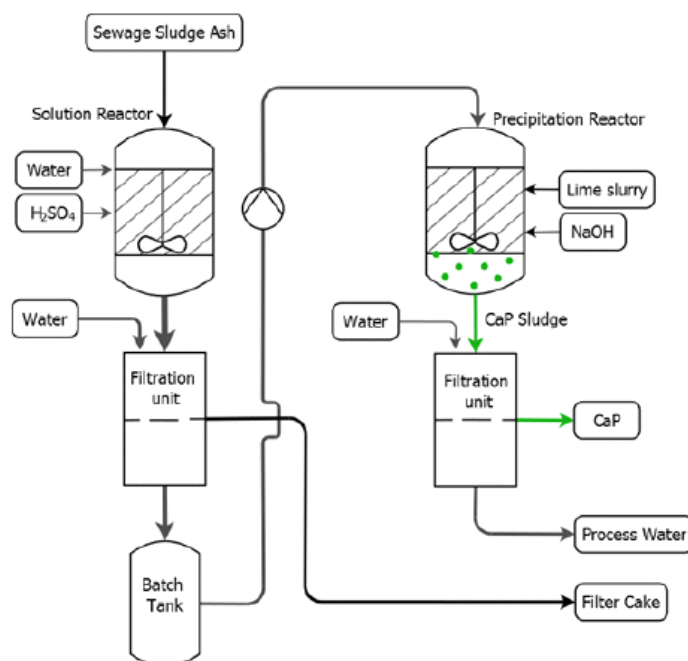 Sewage Sludge Ash
Solution Reactor
Precipitation Reactor
Water
H₂SO₄
Lime slurry
NaOH
Water
Filtration
unit
CaP Sludge
Water
Filtration
unit
CaP
Process Water
Batch
Tank
Filter Cake